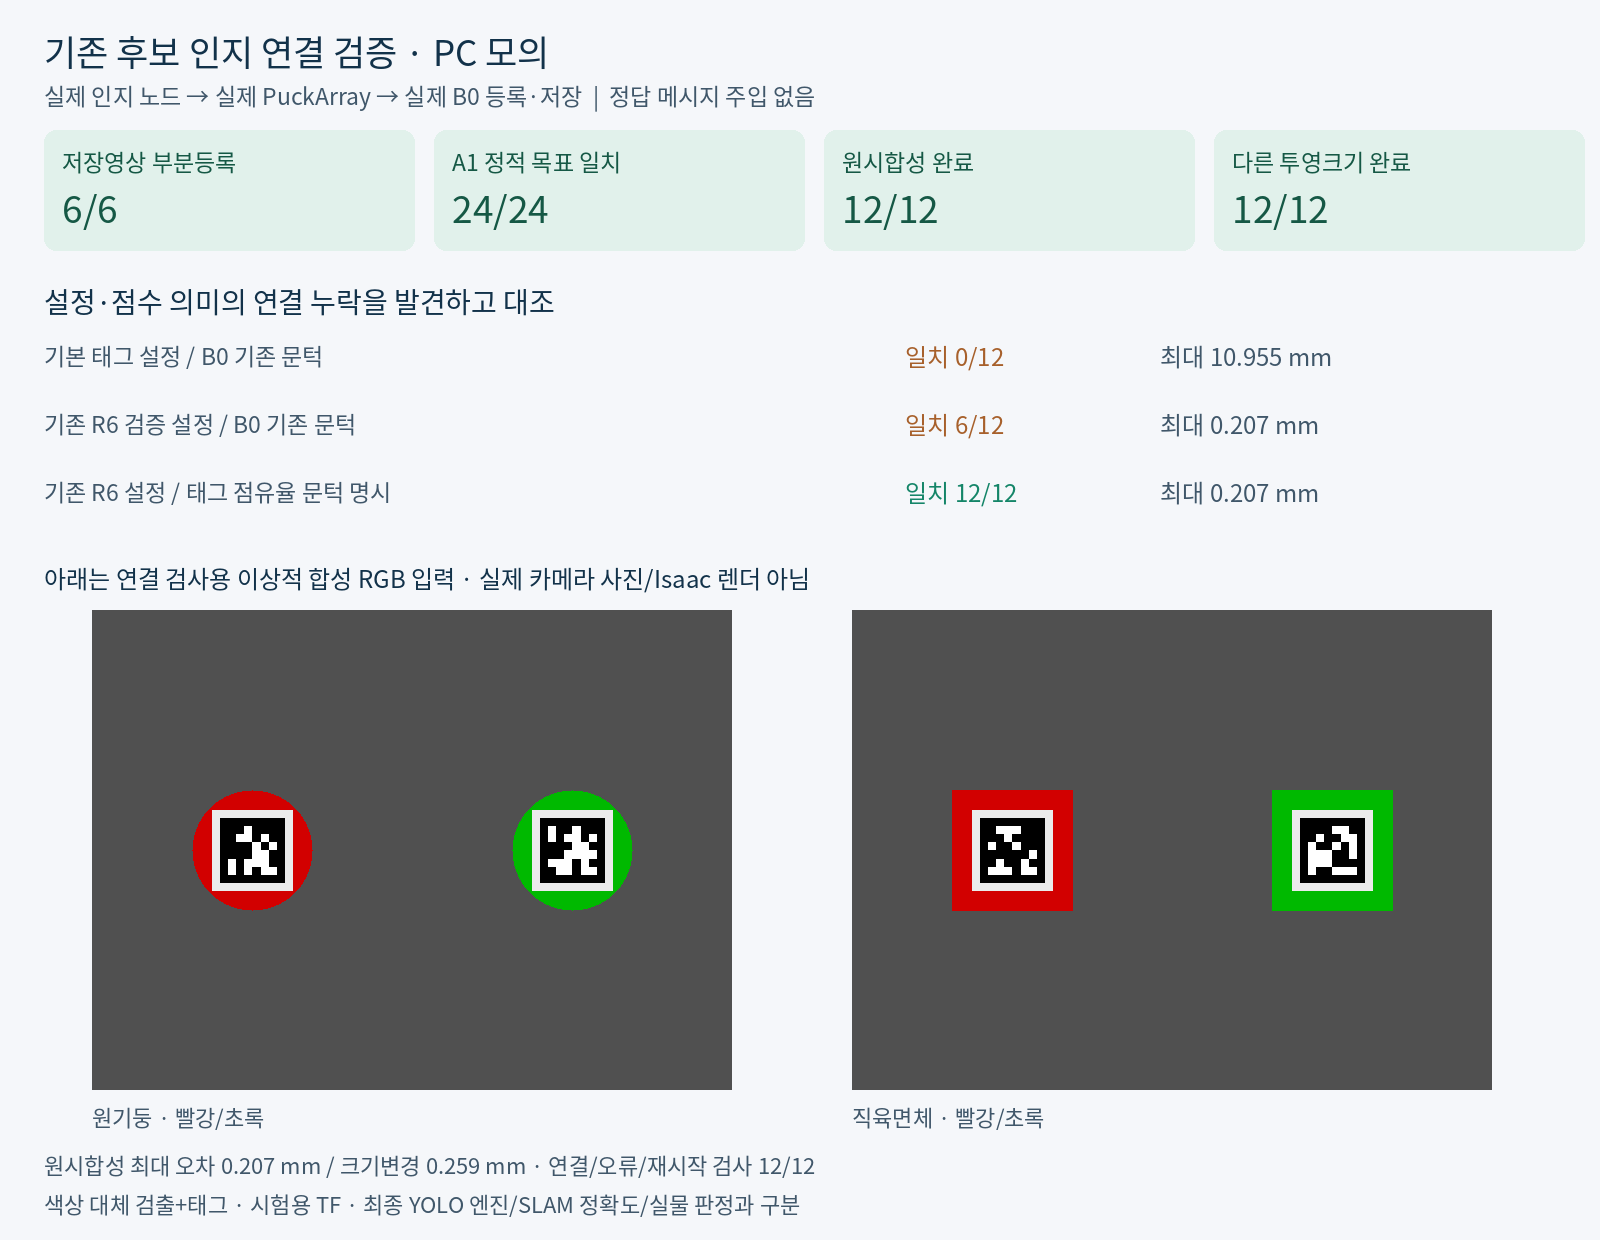 기존 후보 인지 연결 검증 · PC 모의
실제 인지 노드 → 실제 PuckArray → 실제 B0 등록·저장 | 정답 메시지 주입 없음
저장영상 부분등록
6/6
A1 정적 목표 일치
24/24
원시합성 완료
12/12
다른 투영크기 완료
12/12
설정·점수 의미의 연결 누락을 발견하고 대조
기본 태그 설정 / B0 기존 문턱 일치 0/12 최대 10.955 mm
기존 R6 검증 설정 / B0 기존 문턱 일치 6/12 최대 0.207 mm
기존 R6 설정 / 태그 점유율 문턱 명시 일치 12/12 최대 0.207 mm
아래는 연결 검사용 이상적 합성 RGB 입력 · 실제 카메라 사진/Isaac 렌더 아님
원기둥 · 빨강/초록
직육면체 · 빨강/초록
원시합성 최대 오차 0.207 mm / 크기변경 0.259 mm · 연결/오류/재시작 검사 12/12
색상 대체 검출+태그 · 시험용 TF · 최종 YOLO 엔진/SLAM 정확도/실물 판정과 구분